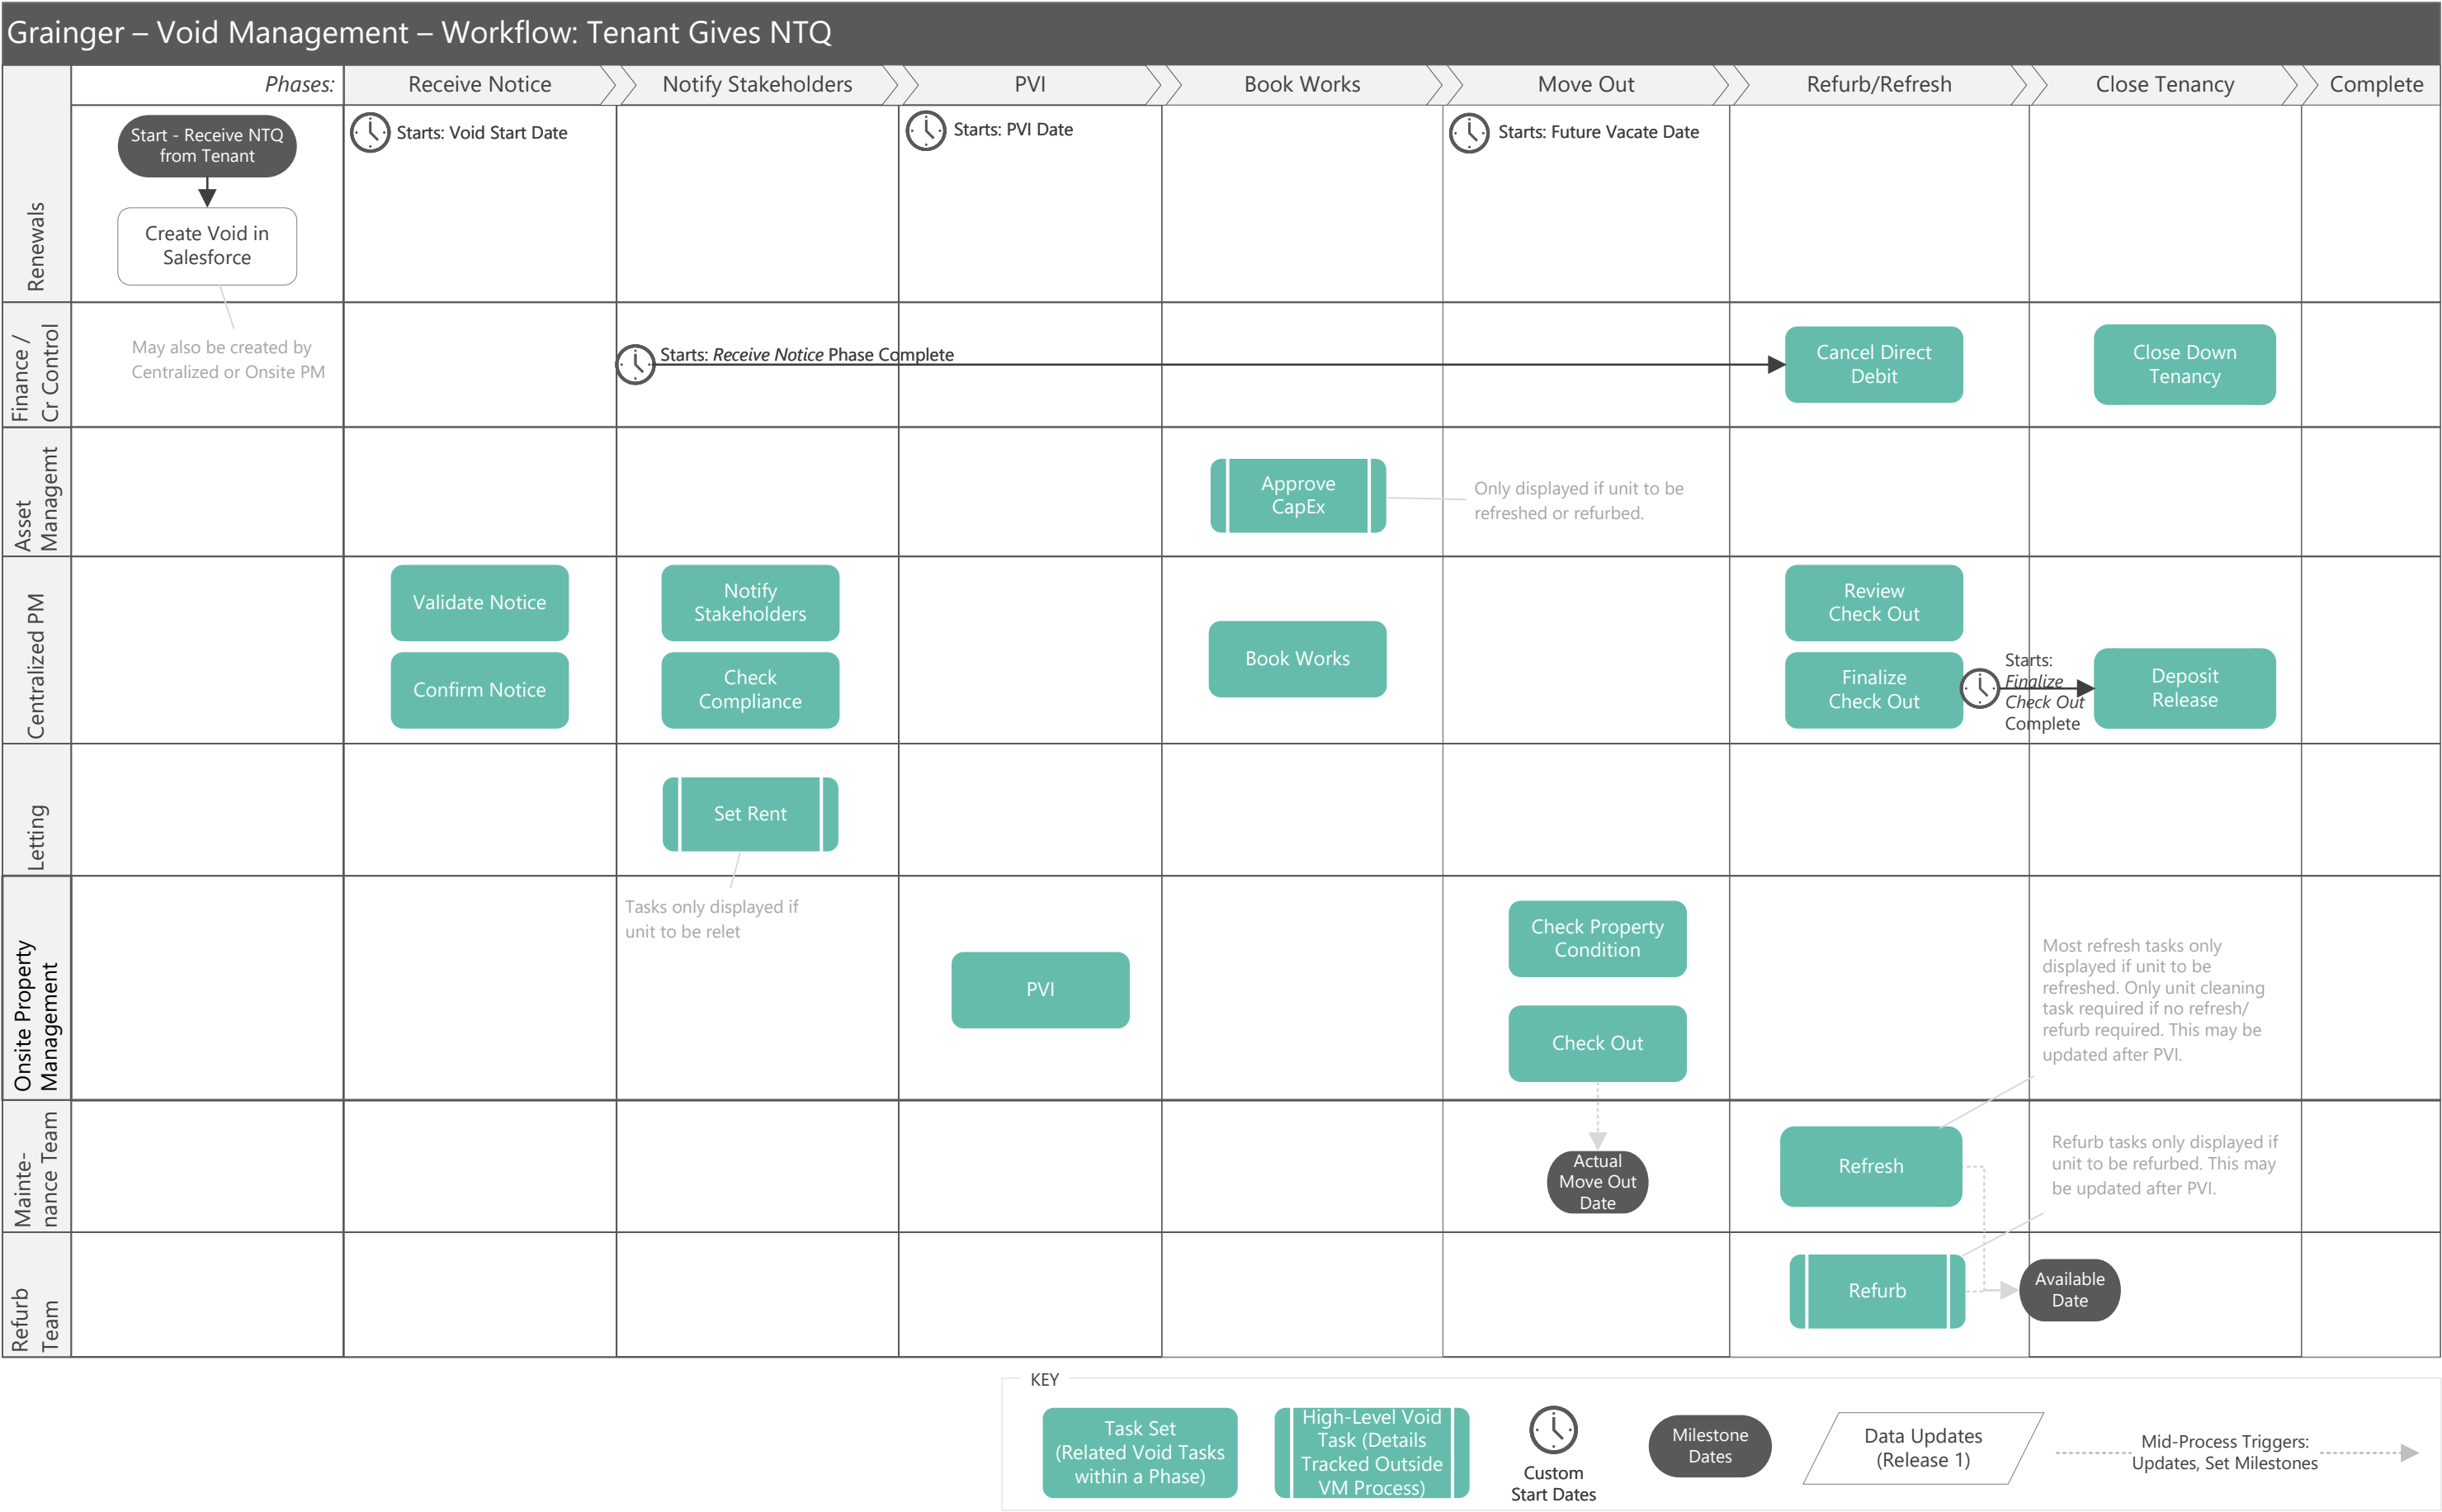 Grainger – Void Management – Workflow: Tenant Gives NTQ
Phases:
Receive Notice
Notify Stakeholders
PVI
Book Works
Move Out
Refurb/Refresh
Close Tenancy
Complete
Renewals
Start - Receive NTQ
from Tenant
Create Void in
Salesforce
May also be created by
Centralized or Onsite PM
Starts: Void Start Date
Starts: PVI Date
Starts: Future Vacate Date
Finance /
Cr Control
Starts: Receive Notice Phase Complete
Cancel Direct
Debit
Close Down
Tenancy
Asset
Managemt
Approve
CapEx
Only displayed if unit to be
refreshed or refurbed.
Centralized PM
Validate Notice
Confirm Notice
Notify
Stakeholders
Check
Compliance
Book Works
Review
Check Out
Finalize
Check Out
Starts:
Finalize
Check Out
Complete
Deposit
Release
Letting
Set Rent
Tasks only displayed if
unit to be relet
Onsite Property
Management
PVI
Check Property
Condition
Check Out
Most refresh tasks only
displayed if unit to be
refreshed. Only unit cleaning
task required if no refresh/
refurb required. This may be
updated after PVI.
Mainte-
nance Team
Actual
Move Out
Date
Refresh
Refurb tasks only displayed if
unit to be refurbed. This may
be updated after PVI.
Refurb
Team
Refurb
Available
Date
KEY
Task Set
(Related Void Tasks
within a Phase)
High-Level Void
Task (Details
Tracked Outside
VM Process)
Custom
Start Dates
Milestone
Dates
Data Updates
(Release 1)
Mid-Process Triggers:
Updates, Set Milestones